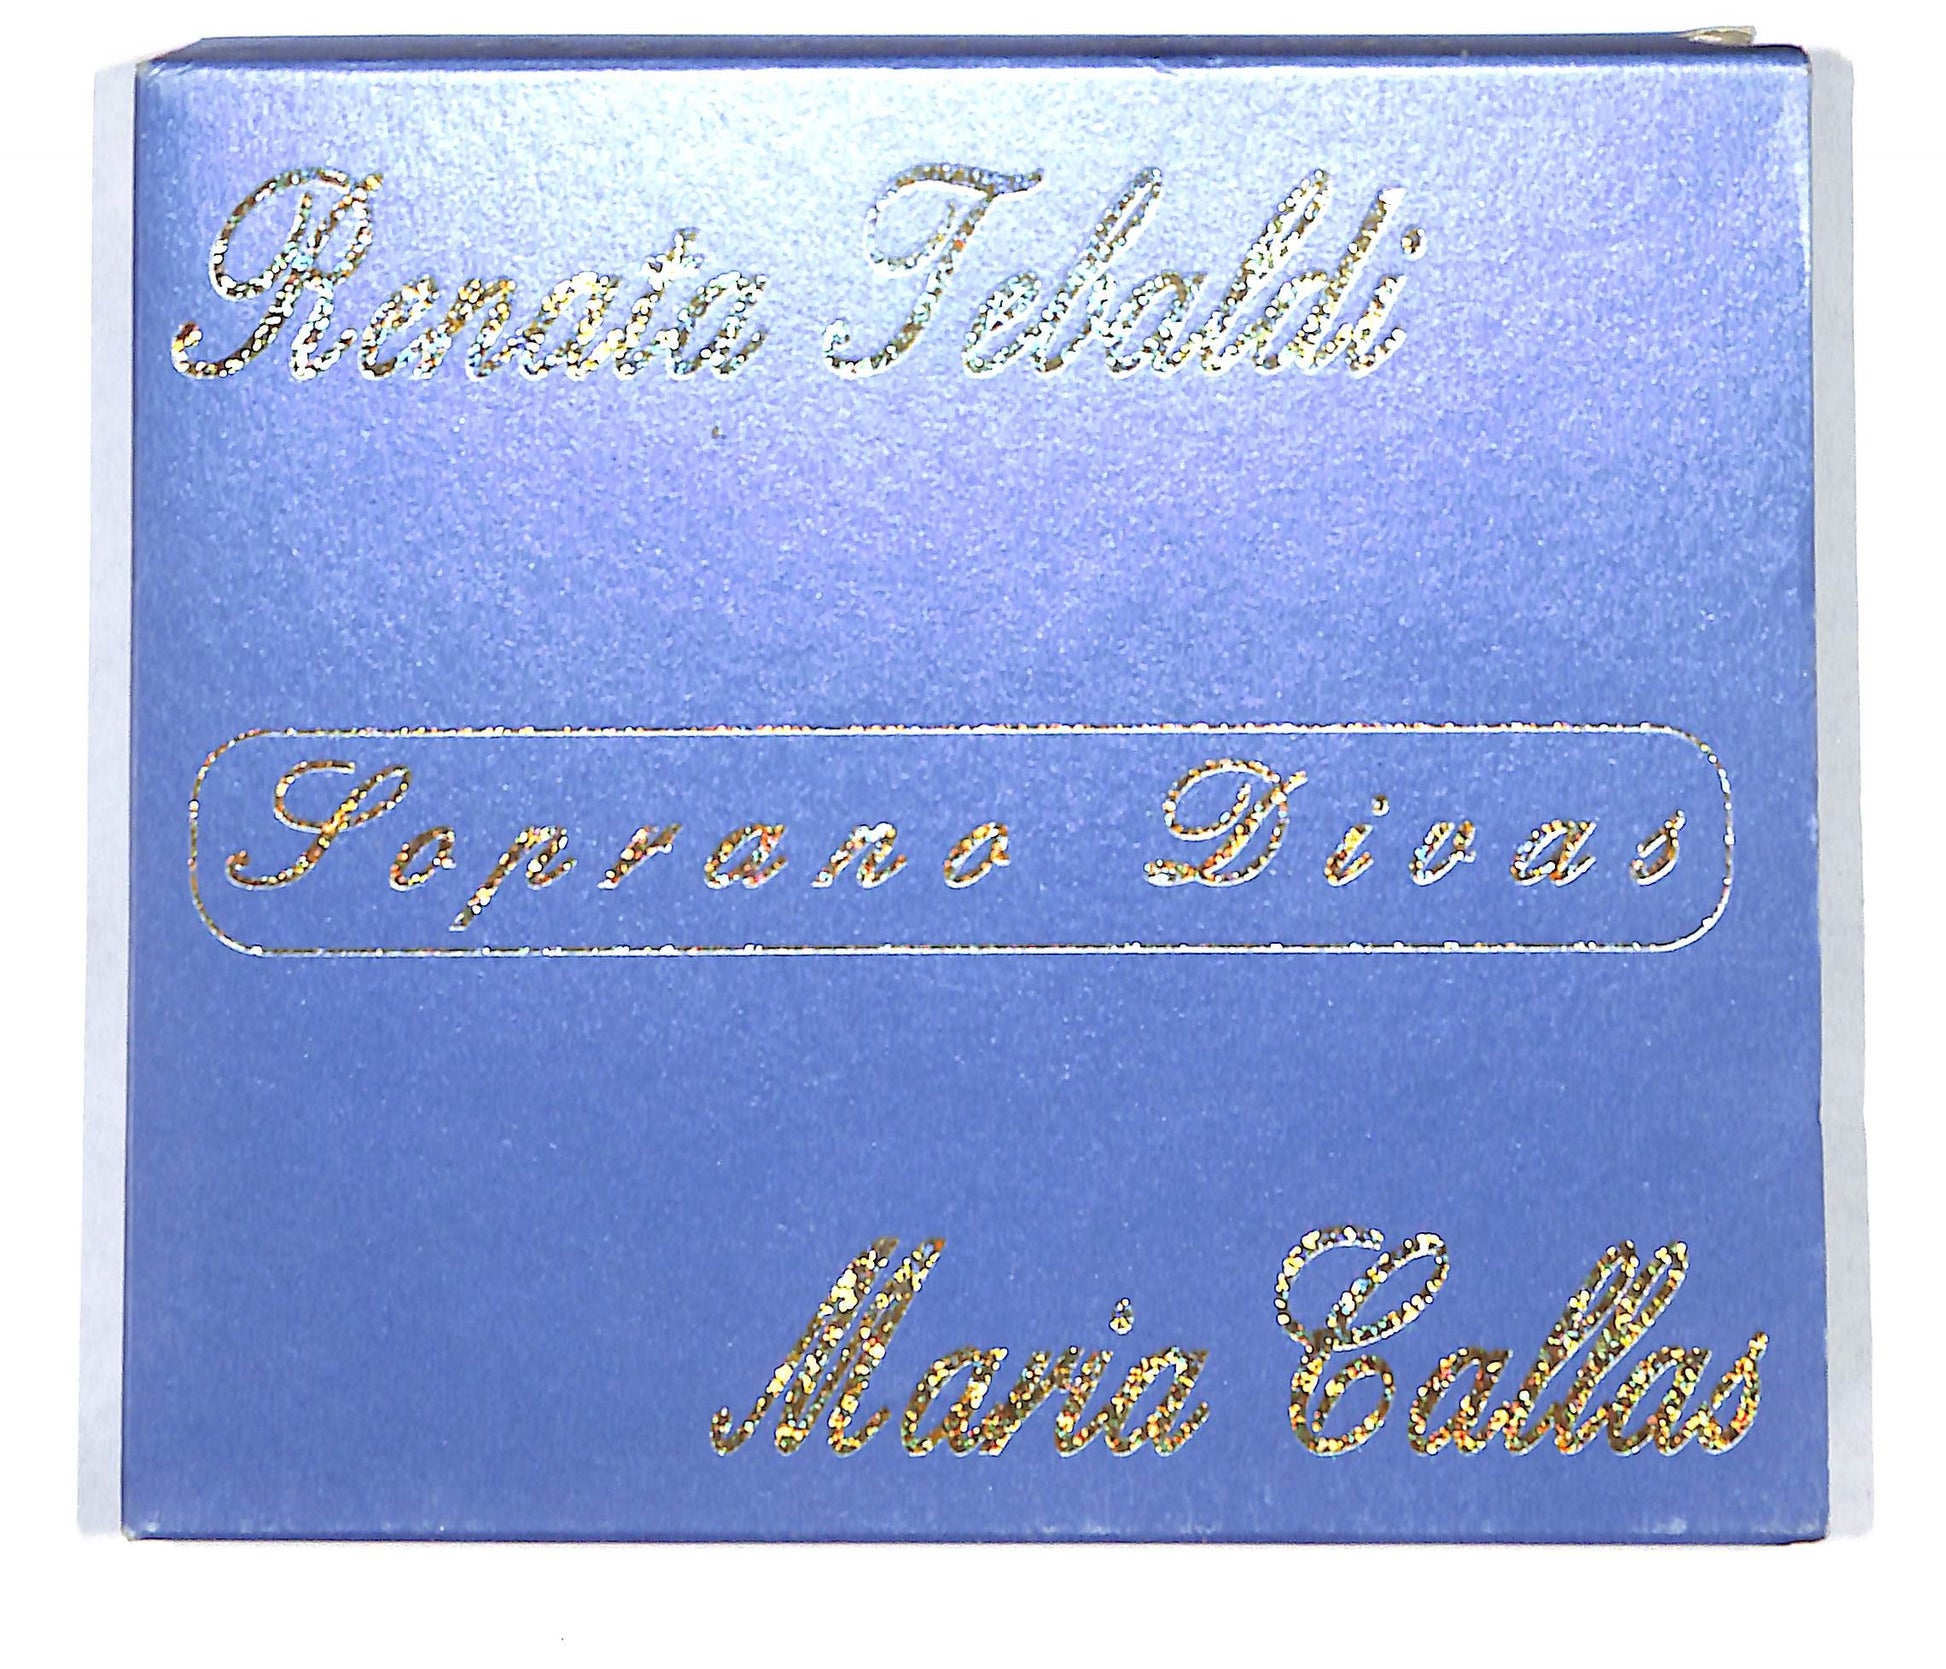 Renata Tebaldi
Soprano Divas
Maria Callas